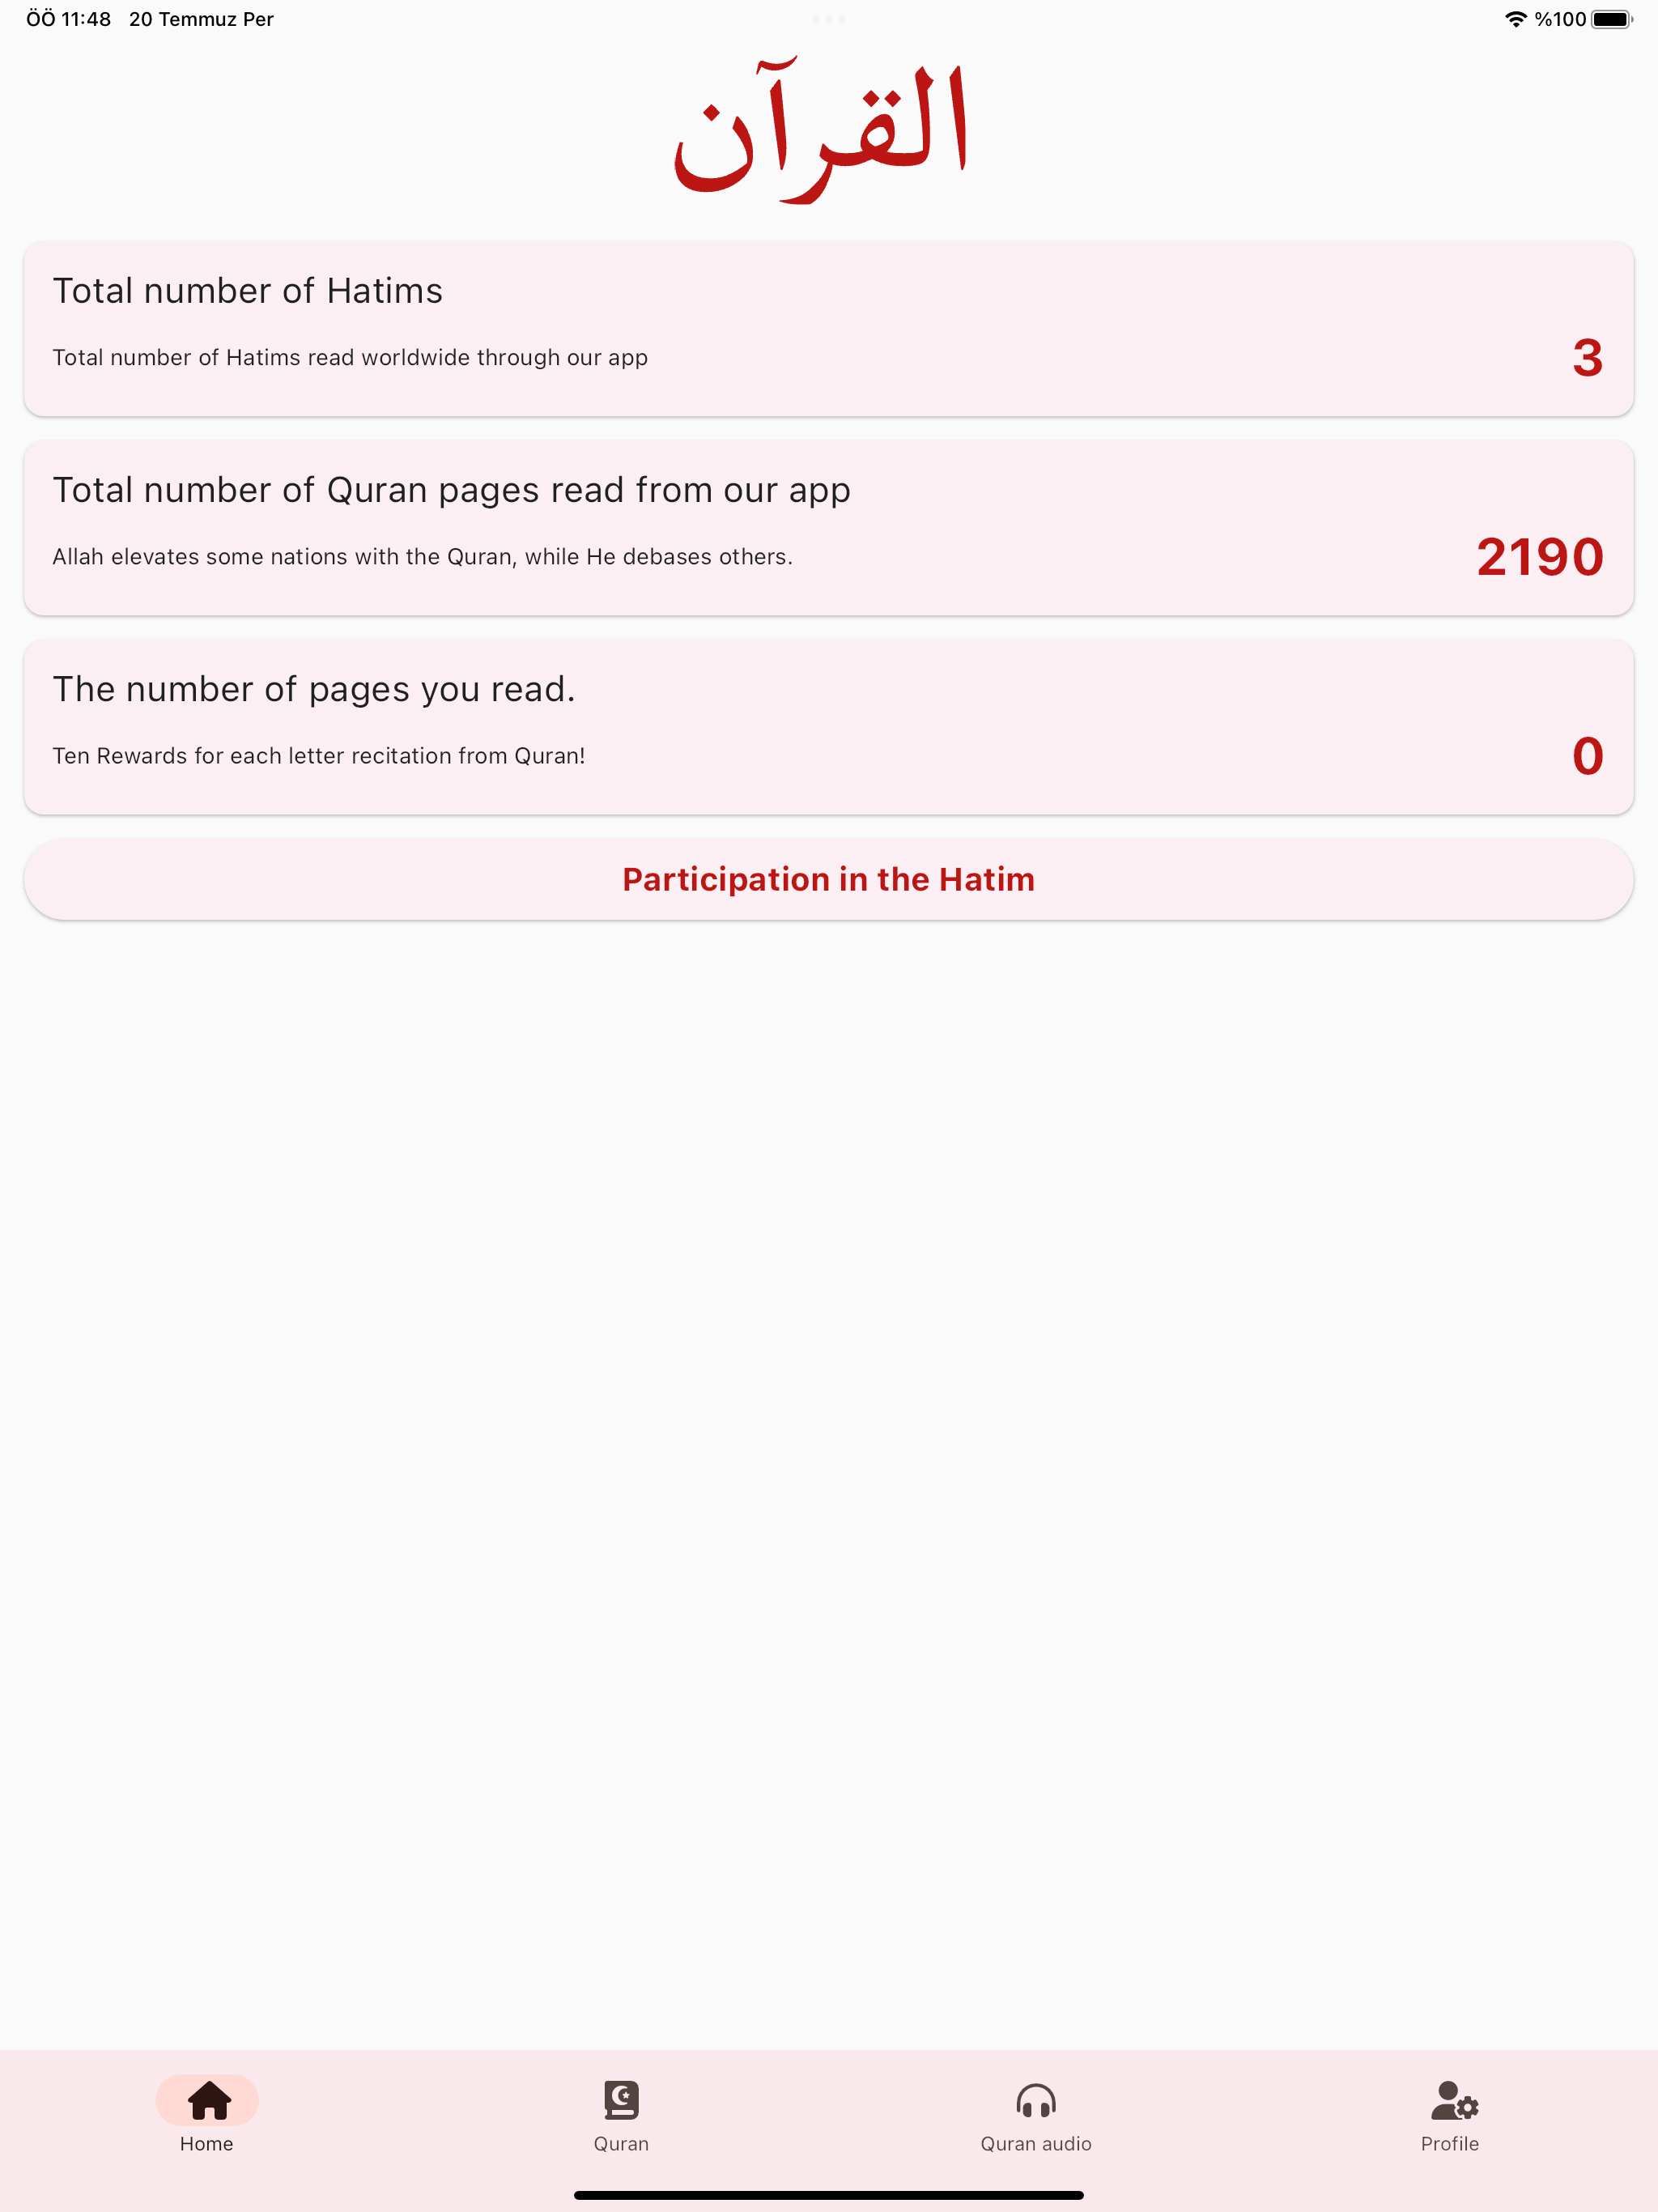 ÖÖ 11:48 20 Temmuz Per %100
القرآن
Total number of Hatims
Total number of Hatims read worldwide through our app
3
Total number of Quran pages read from our app
Allah elevates some nations with the Quran, while He debases others.
2190
The number of pages you read.
Ten Rewards for each letter recitation from Quran!
0
Participation in the Hatim
Home Quran Quran audio Profile